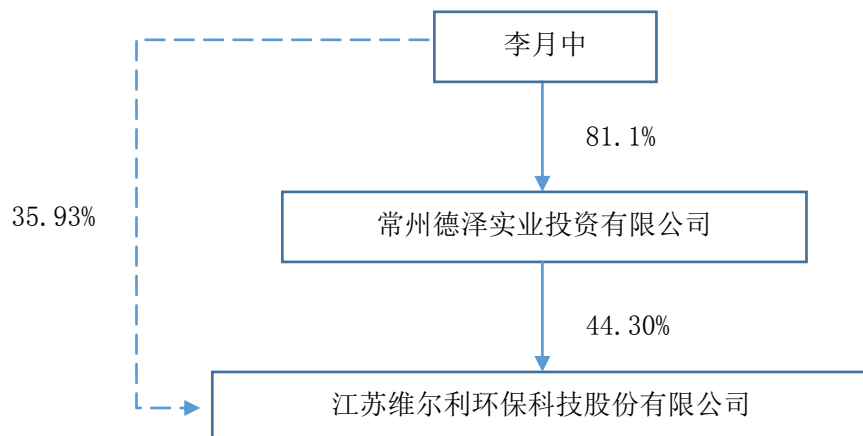 李月中
81.1%
35.93%
常州德泽实业投资有限公司
44.30%
江苏维尔利环保科技股份有限公司